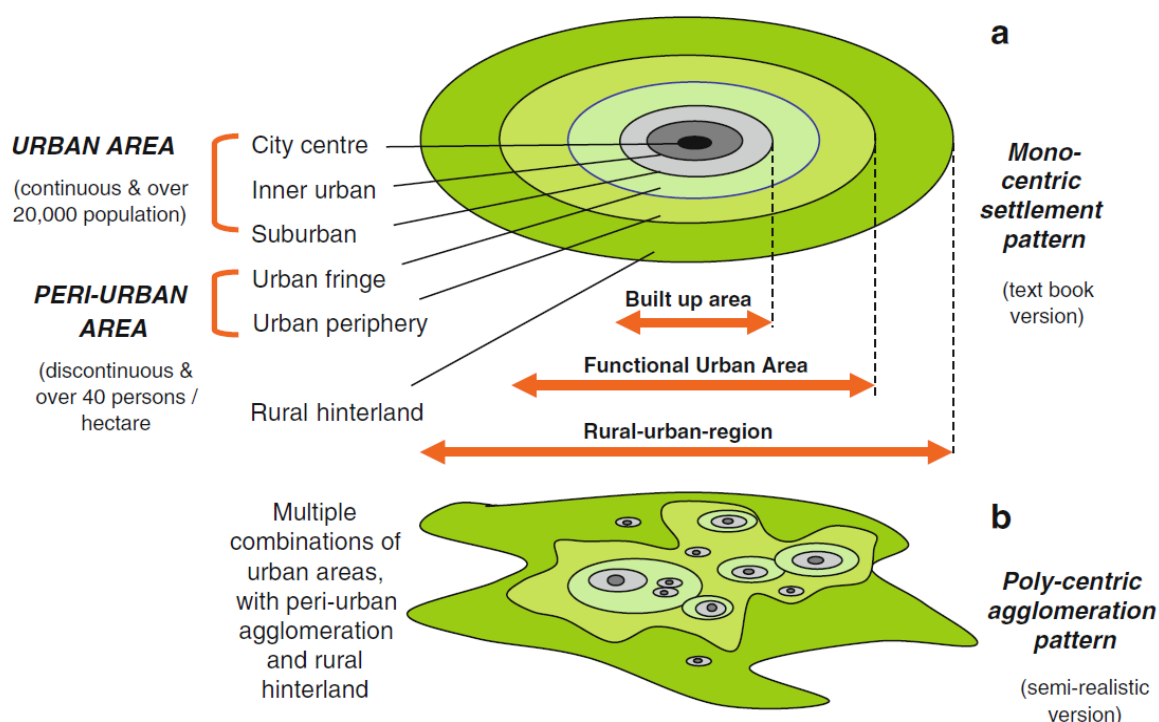 a
URBAN AREA
(continuous & over
20,000 population)
City centre
Inner urban
Suburban
PERI-URBAN
AREA
(discontinuous &
over 40 persons /
hectare
Urban fringe
Urban periphery
Rural hinterland
Mono-
centric
settlement
pattern
(text book
version)
Built up area
Functional Urban Area
Rural-urban-region
Multiple
combinations of
urban areas,
with peri-urban
agglomeration
and rural
hinterland
b
Poly-centric
agglomeration
pattern
(semi-realistic
version)